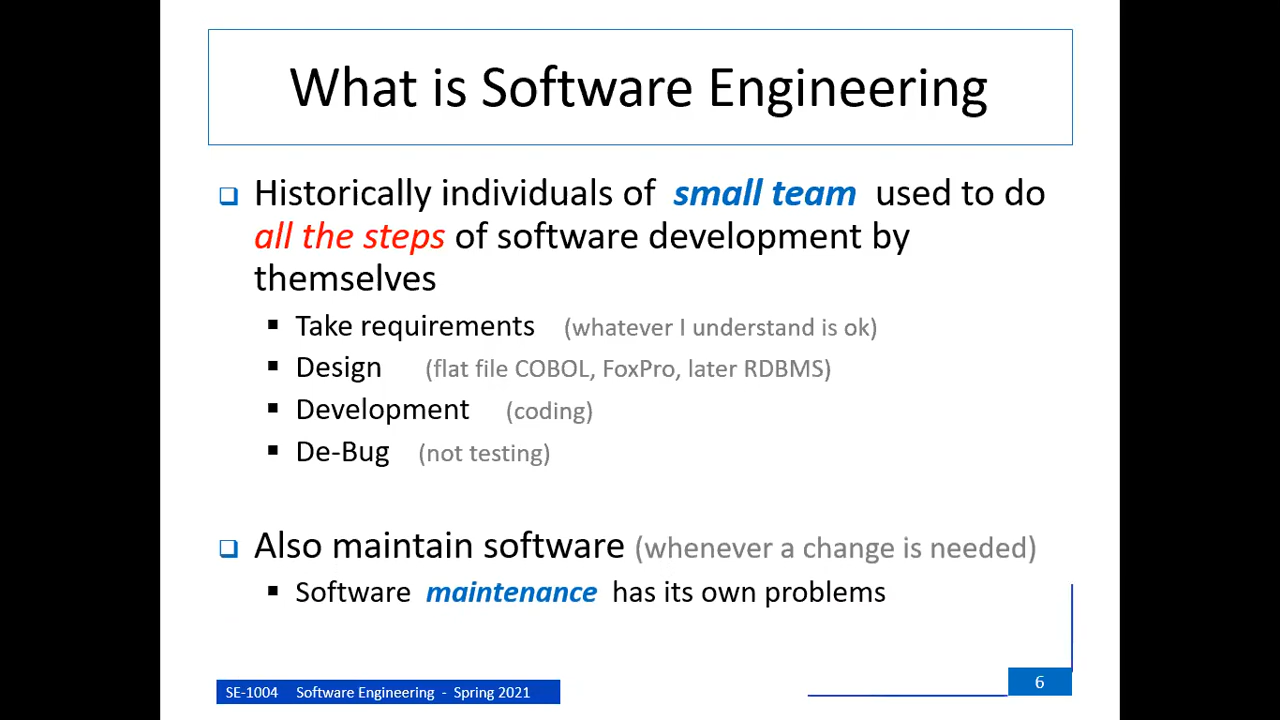 What is Software Engineering
Historically individuals of small team used to do
all the steps of software development by
themselves
Take requirements (whatever I understand is ok)
Design (flat file COBOL, FoxPro, later RDBMS)
Development (coding)
De-Bug (not testing)
Also maintain software (whenever a change is needed)
Software maintenance has its own problems
SE-1004 Software Engineering - Spring 2021
6